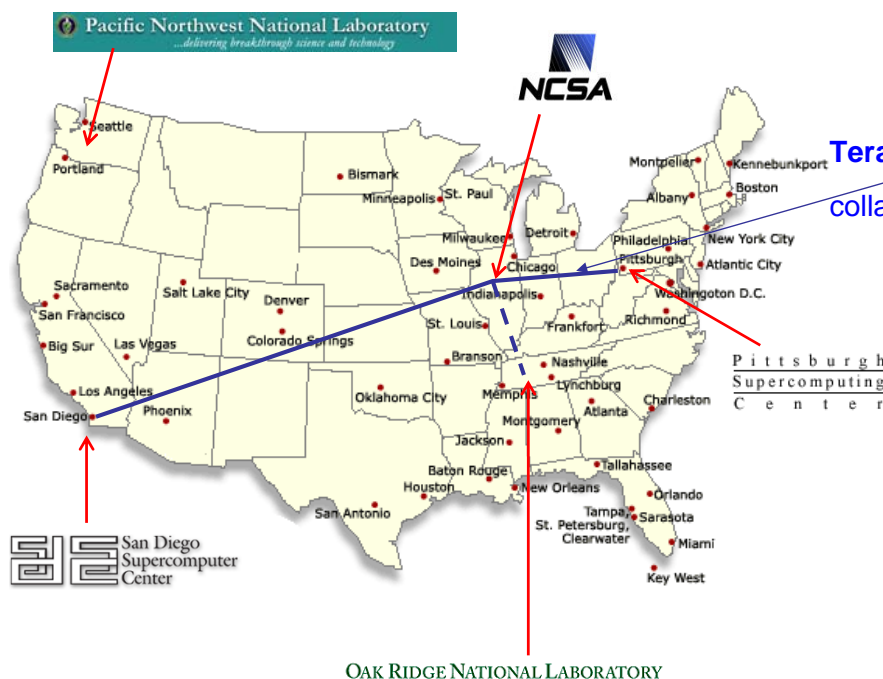 Pacific Northwest National Laboratory
...delivering breakthrough science and technology
NCSA
Seattle
Portland
Bismark
Minneapolis
St. Paul
Montpelier
Kennebunkport
Tera
Albany
Boston
colla
Milwaukee
Detroit
Philadelphia
New York City
Des Moines
Chicago
Pittsburgh
Atlantic City
Sacramento
Salt Lake City
Indianapolis
Washingoton D.C.
San Francisco
Denver
St. Louis
Frankfort
Richmond
Big Sur
Las Vegas
Colorado Springs
Branson
Nashville
Pittsburgh
Los Angeles
Oklahoma City
Memphis
Lynchburg
Supercomputing
San Diego
Phoenix
Atlanta
Charleston
Center
Montgomery
Jackson
Baton Rouge
Tallahassee
Houston
New Orleans
Orlando
San Antonio
Tampa,
St. Petersburg,
Clearwater
Sarasota
Miami
San Diego
Supercomputer
Center
Key West
OAK RIDGE NATIONAL LABORATORY